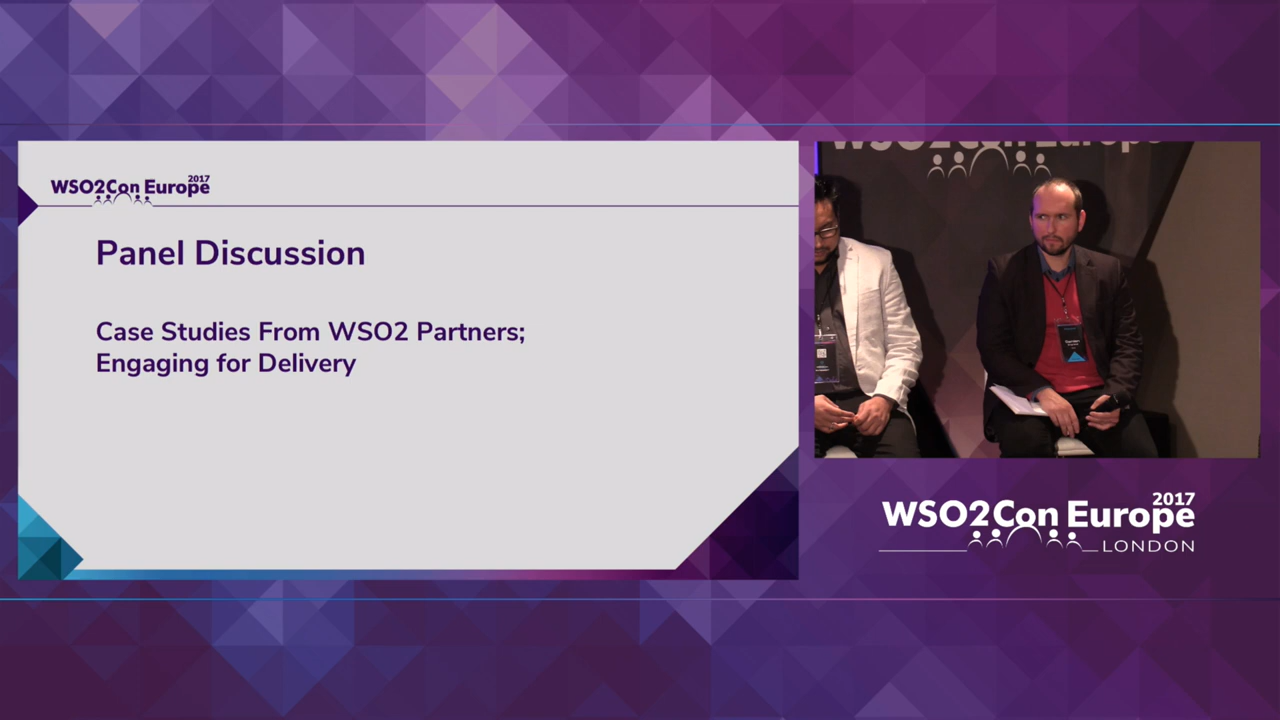 WSO2Con Europe
2017
Panel Discussion
Case Studies From WSO2 Partners;
Engaging for Delivery
WSO2Con Europe
2017
WSO2Con Europe
LONDON